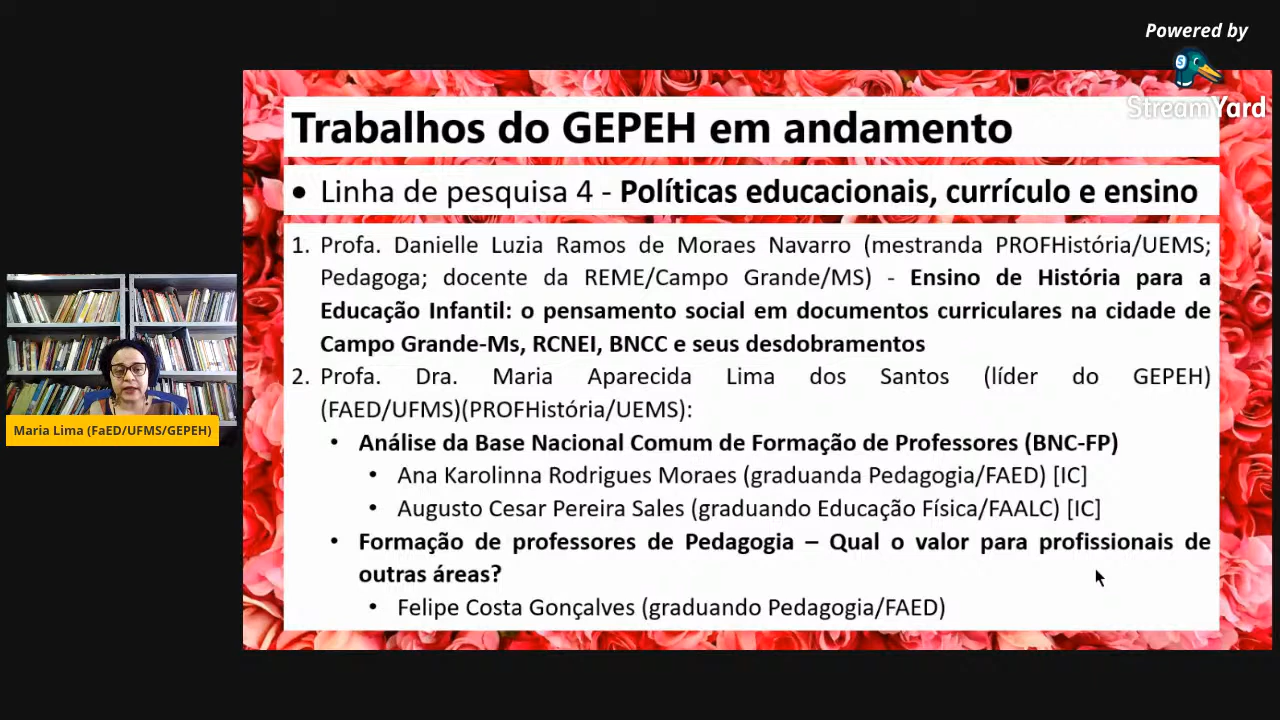 Powered by
StreamYard
Trabalhos do GEPEH em andamento
• Linha de pesquisa 4 - Políticas educacionais, currículo e ensino
1. Profa. Danielle Luzia Ramos de Moraes Navarro (mestranda PROFHistória/UEMS;
Pedagoga; docente da REME/Campo Grande/MS) - Ensino de História para a
Educação Infantil: o pensamento social em documentos curriculares na cidade de
Campo Grande-Ms, RCNEI, BNCC e seus desdobramentos
2. Profa. Dra. Maria Aparecida Lima dos Santos (líder do GEPEH)
(FAED/UFMS)(PROFHistória/UEMS):
• Análise da Base Nacional Comum de Formação de Professores (BNC-FP)
• Ana Karolinna Rodrigues Moraes (graduanda Pedagogia/FAED) [IC]
• Augusto Cesar Pereira Sales (graduando Educação Física/FAALC) [IC]
• Formação de professores de Pedagogia – Qual o valor para profissionais de
outras áreas?
• Felipe Costa Gonçalves (graduando Pedagogia/FAED)
Maria Lima (FaED/UFMS/GEPEH)